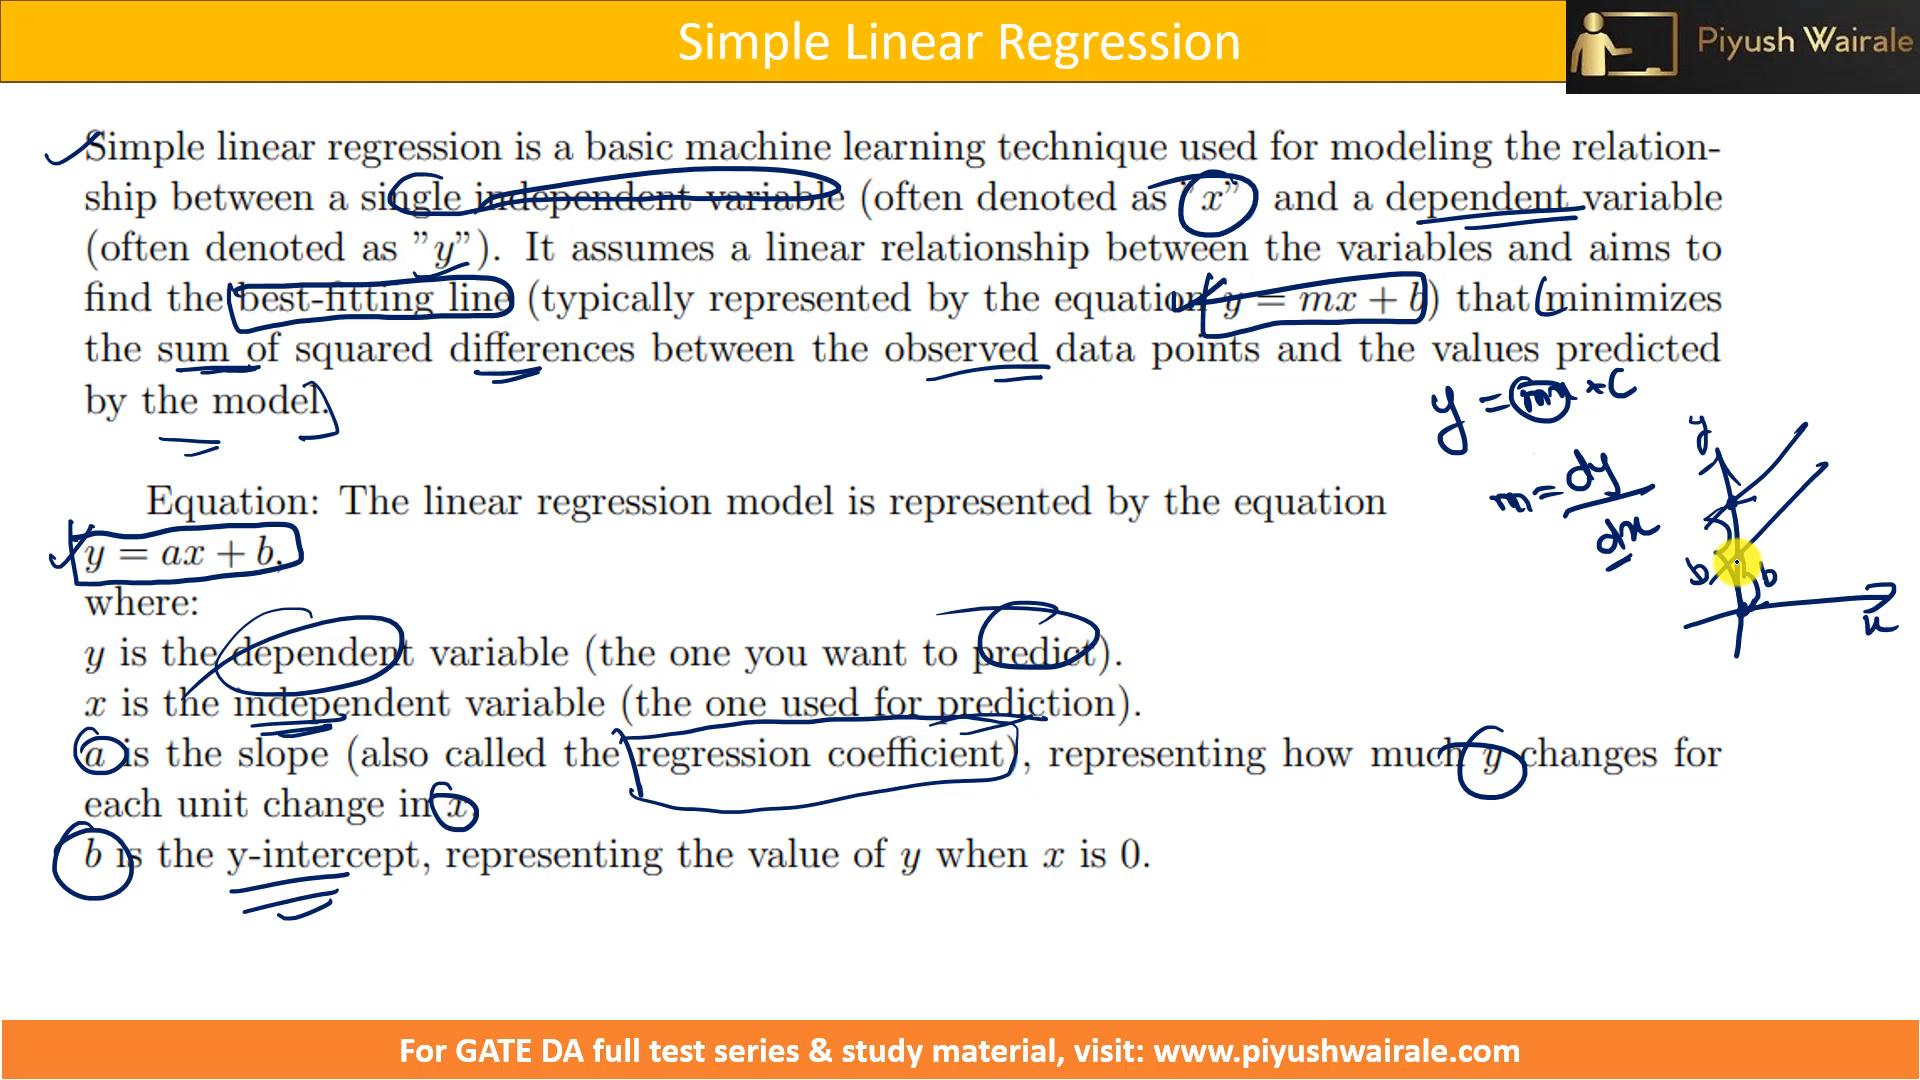 Simple Linear Regression
Piyush Wairale
Simple linear regression is a basic machine learning technique used for modeling the relation-
ship between a single independent variable (often denoted as "x") and a dependent variable
(often denoted as "y"). It assumes a linear relationship between the variables and aims to
find the best-fitting line (typically represented by the equation y = mx + b) that minimizes
the sum of squared differences between the observed data points and the values predicted
by the model.
y = mx + c
m = dy
dx
y
b b
x
Equation: The linear regression model is represented by the equation
y = ax + b,
where:
y is the dependent variable (the one you want to predict).
x is the independent variable (the one used for prediction).
a is the slope (also called the regression coefficient), representing how much y changes for
each unit change in x.
b is the y-intercept, representing the value of y when x is 0.
For GATE DA full test series & study material, visit: www.piyushwairale.com